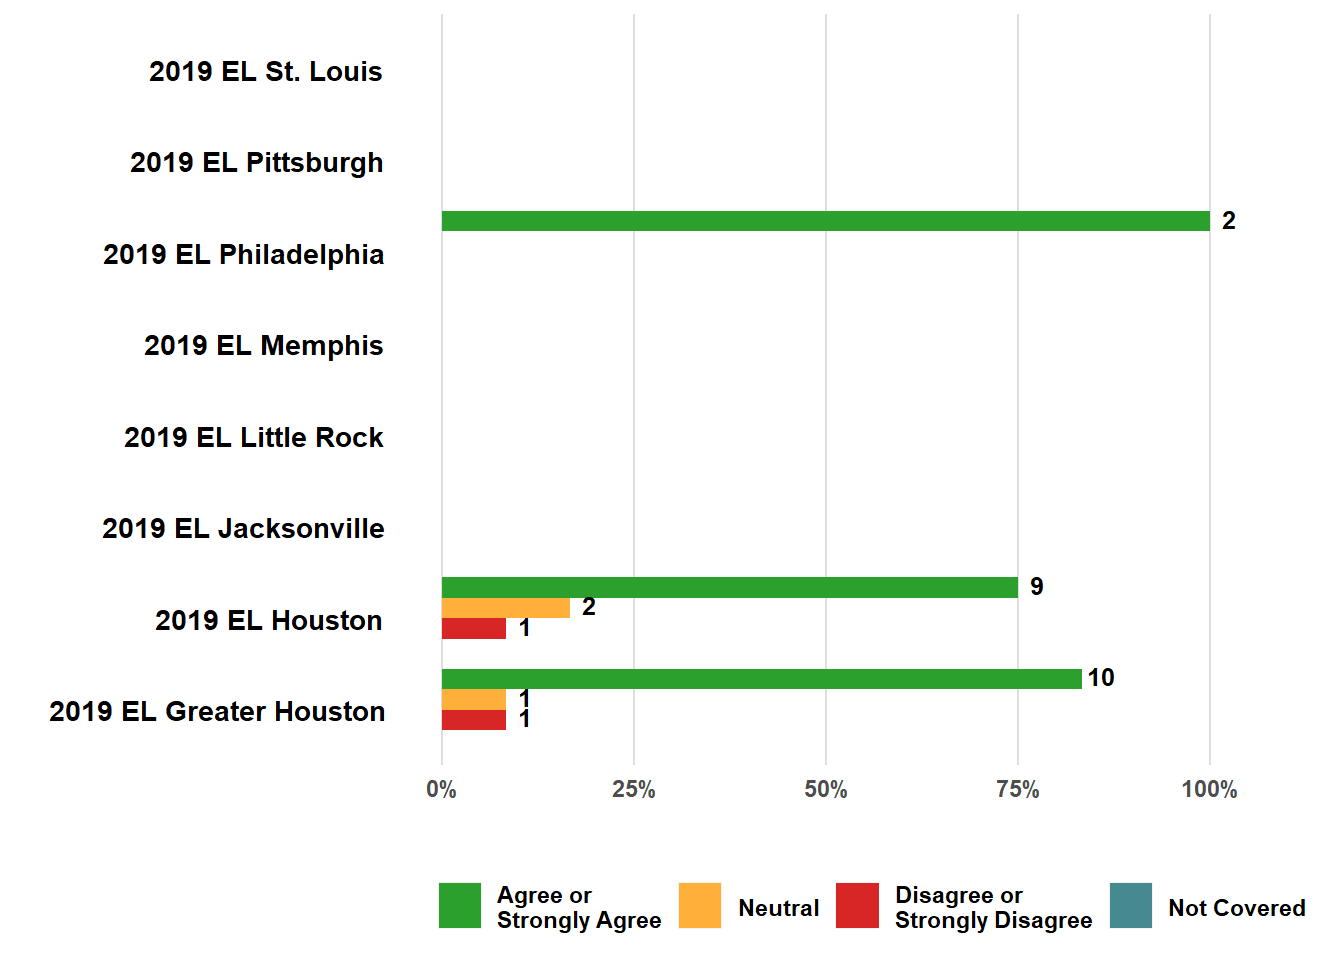 2019 EL St. Louis
2019 EL Pittsburgh
2
2019 EL Philadelphia
2019 EL Memphis
2019 EL Little Rock
2019 EL Jacksonville
9
2019 EL Houston
2
1
10
2019 EL Greater Houston
1
1
0% 25% 50% 75% 100%
Agree or
Strongly Agree
Neutral
Disagree or
Strongly Disagree
Not Covered